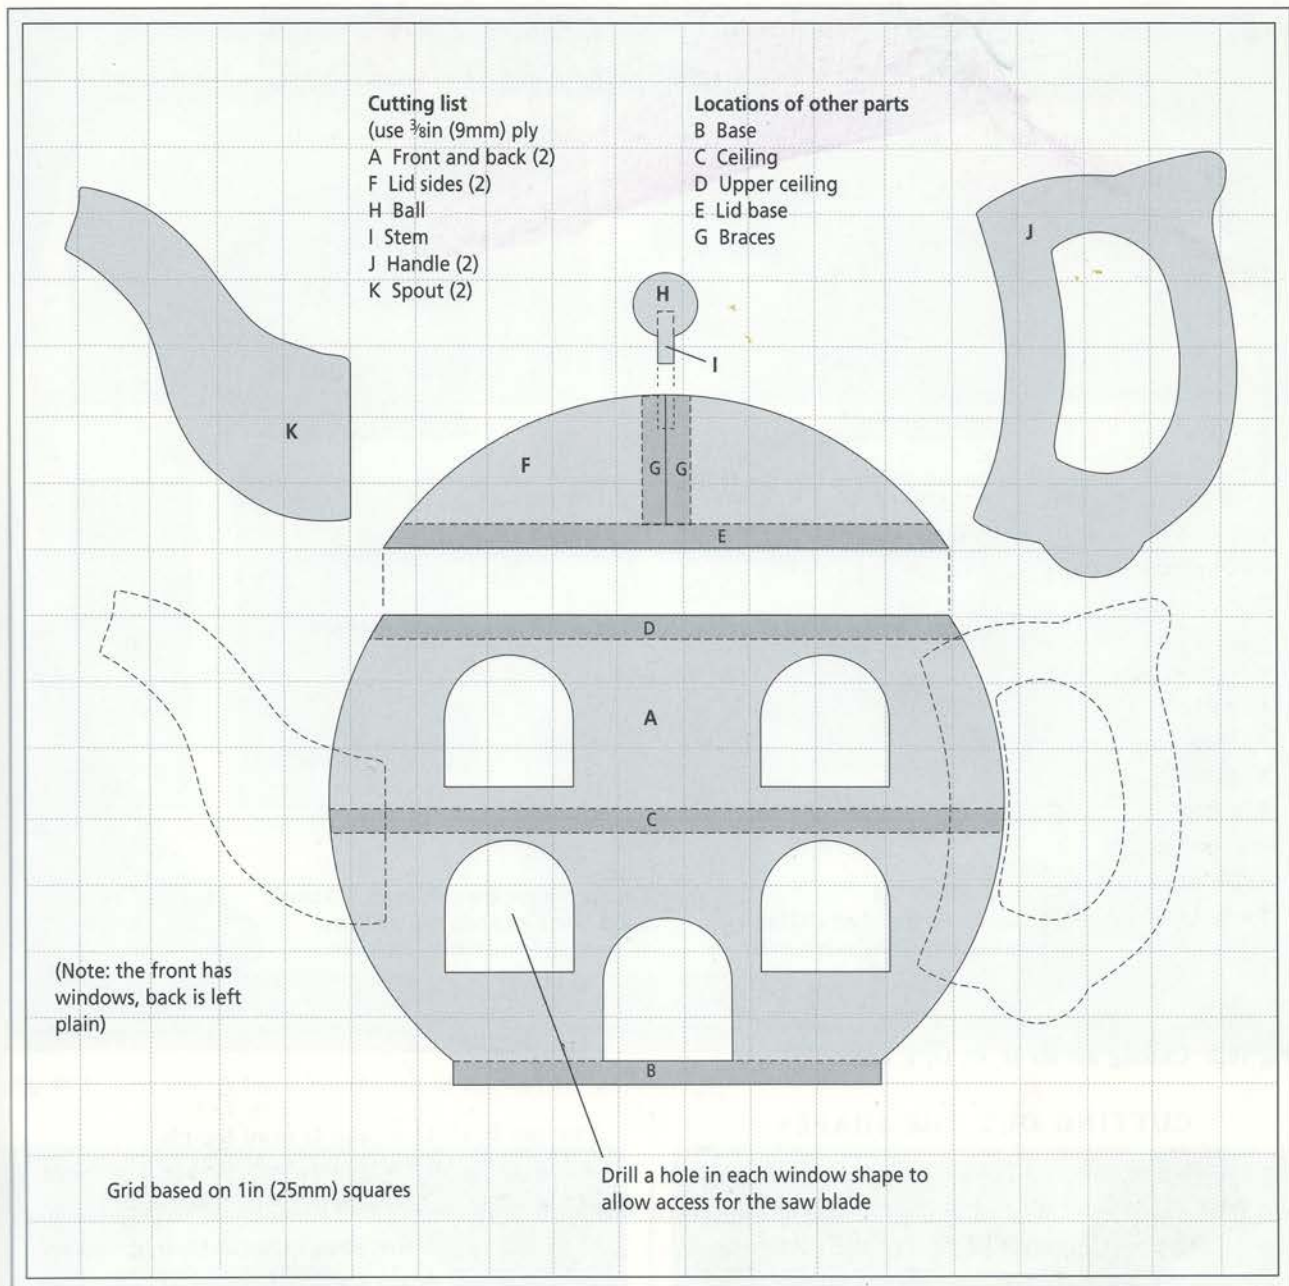 Cutting list
(use ⅜in (9mm) ply
A Front and back (2)
F Lid sides (2)
H Ball
I Stem
J Handle (2)
K Spout (2)
Locations of other parts
B Base
C Ceiling
D Upper ceiling
E Lid base
G Braces
J
H
I
K
F
G
G
E
D
A
C
(Note: the front has
windows, back is left
plain)
B
Drill a hole in each window shape to
allow access for the saw blade
Grid based on 1in (25mm) squares